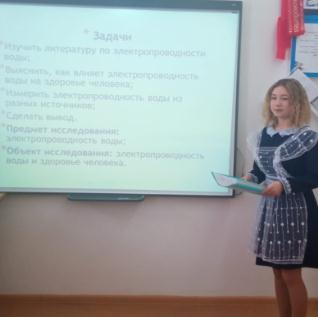 * Задачи
*Изучить литературу по электропроводности
воды;
*Выяснить, как влияет электропроводность
воды на здоровье человека;
*Измерить электропроводность воды из
разных источников;
*Сделать вывод.
*Предмет исследования:
электропроводность воды;
*Объект исследования: электропроводность
воды и здоровье человека.